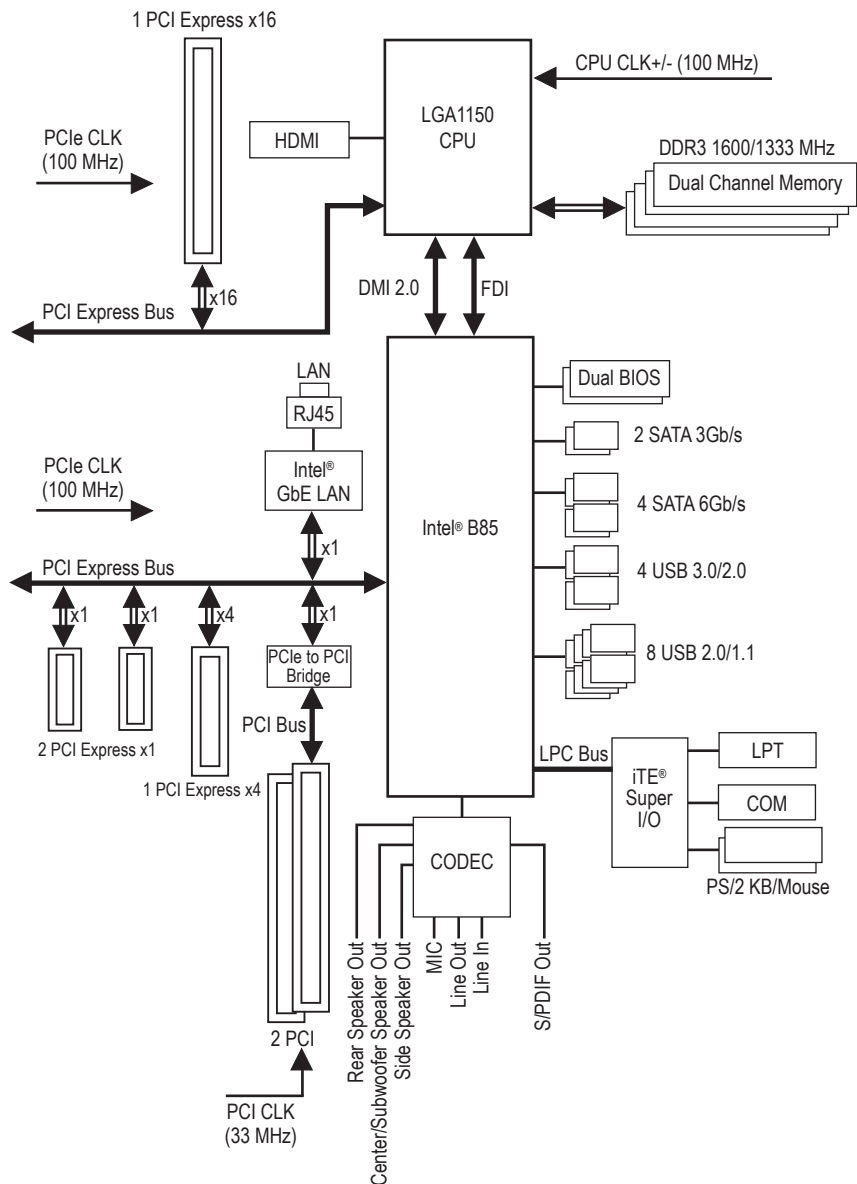 1 PCI Express x16
CPU CLK+/- (100 MHz)
LGA1150
CPU
PCIe CLK
(100 MHz)
HDMI
DDR3 1600/1333 MHz
Dual Channel Memory
x16
DMI 2.0
FDI
PCI Express Bus
LAN
RJ45
Dual BIOS
2 SATA 3Gb/s
PCIe CLK
(100 MHz)
Intel®
GbE LAN
4 SATA 6Gb/s
Intel® B85
x1
PCI Express Bus
4 USB 3.0/2.0
x1
x1
x4
x1
PCIe to PCI
Bridge
8 USB 2.0/1.1
PCI Bus
2 PCI Express x1
1 PCI Express x4
LPC Bus
iTE®
Super
I/O
LPT
COM
PS/2 KB/Mouse
CODEC
Rear Speaker Out
Center/Subwoofer Speaker Out
Side Speaker Out
MIC
Line Out
Line In
S/PDIF Out
2 PCI
PCI CLK
(33 MHz)